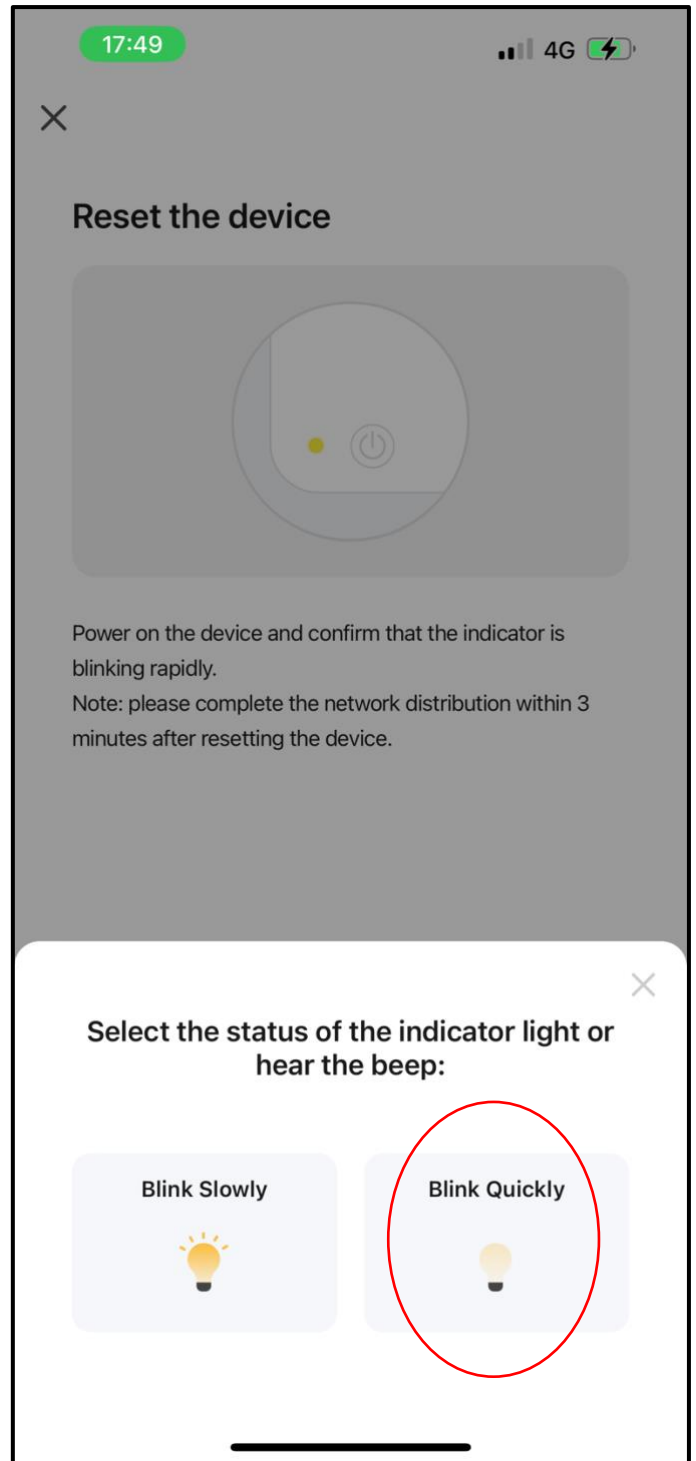 17:49
4G
Reset the device
Power on the device and confirm that the indicator is
blinking rapidly.
Note: please complete the network distribution within 3
minutes after resetting the device.
Select the status of the indicator light or
hear the beep:
Blink Slowly
Blink Quickly